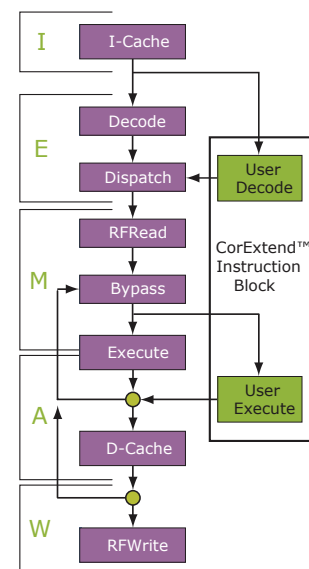 I
I-Cache
E
Decode
Dispatch
User
Decode
CorExtend™
Instruction
Block
M
RFRead
Bypass
Execute
User
Execute
A
D-Cache
W
RFWrite